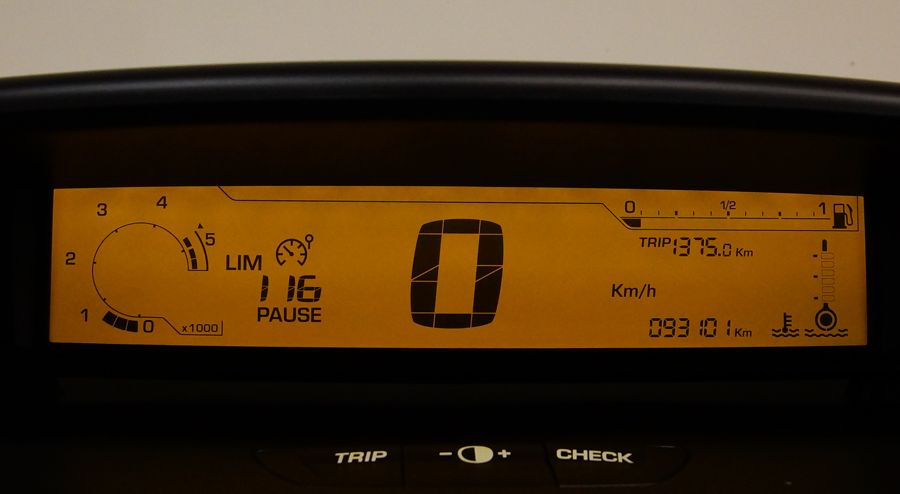 0 1 2 3 4 5
x1000
LIM
116
PAUSE
0
0 1/2 1
TRIP 1375.0 Km
Km/h
093101 Km
TRIP - + CHECK